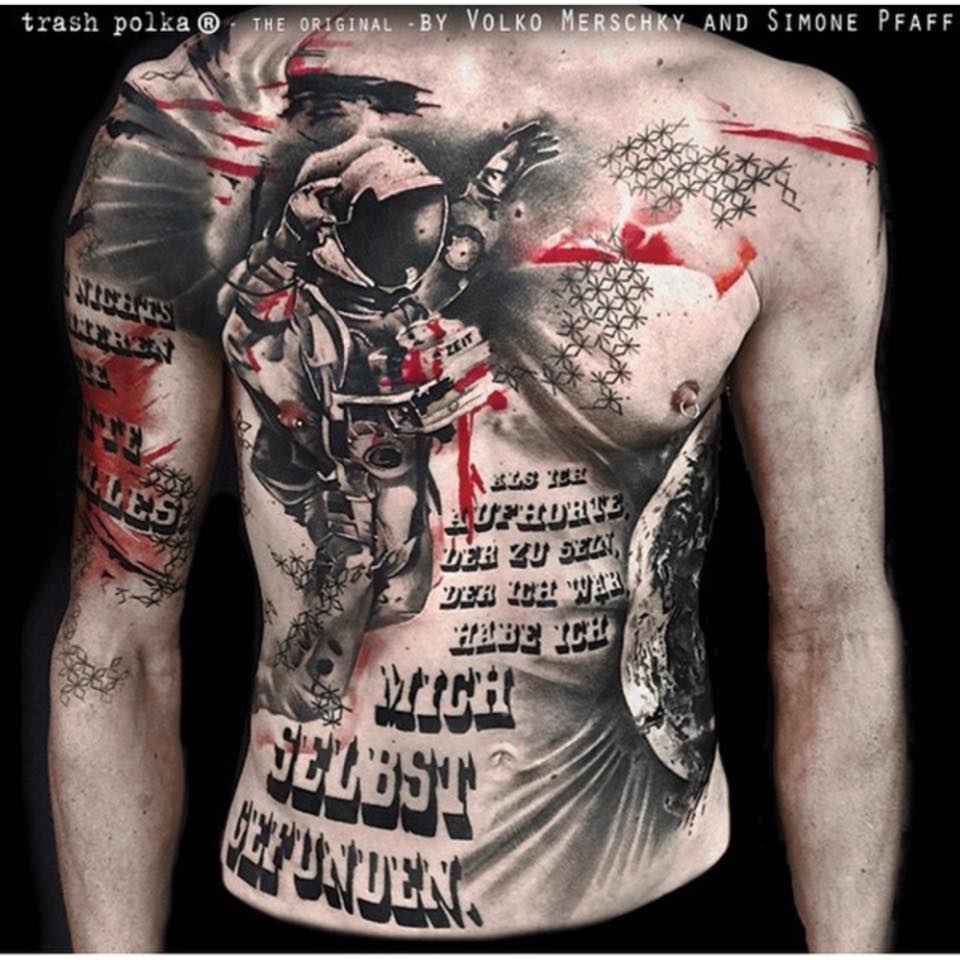 trash polka® - THE ORIGINAL - BY VOLKO MERSCHKY AND SIMONE PFAFF
NICHTS
ZEIT
ALLES
ALS ICH
AUFHÖRTE,
DER ZU SEIN,
DER ICH WAR
HABE ICH
MICH
SELBST
GEFUNDEN.